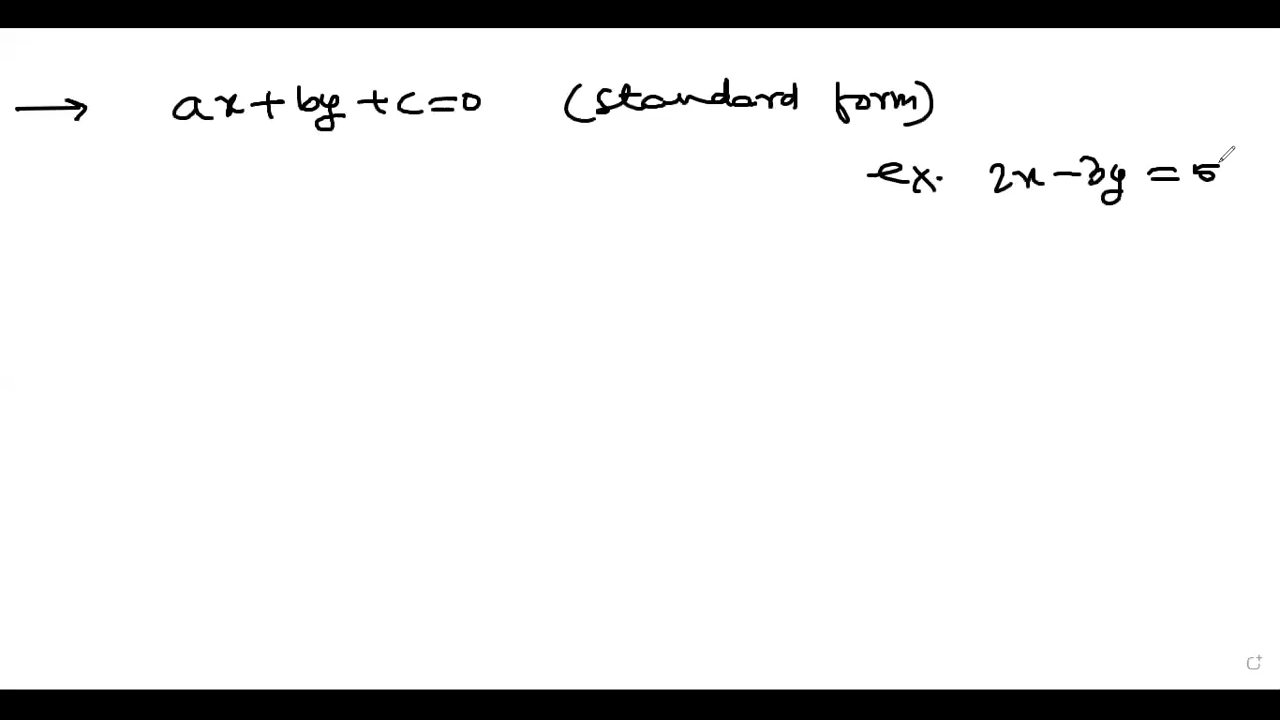 → ax + by + c = 0 (standard form)
ex. 2x - 3y = 5